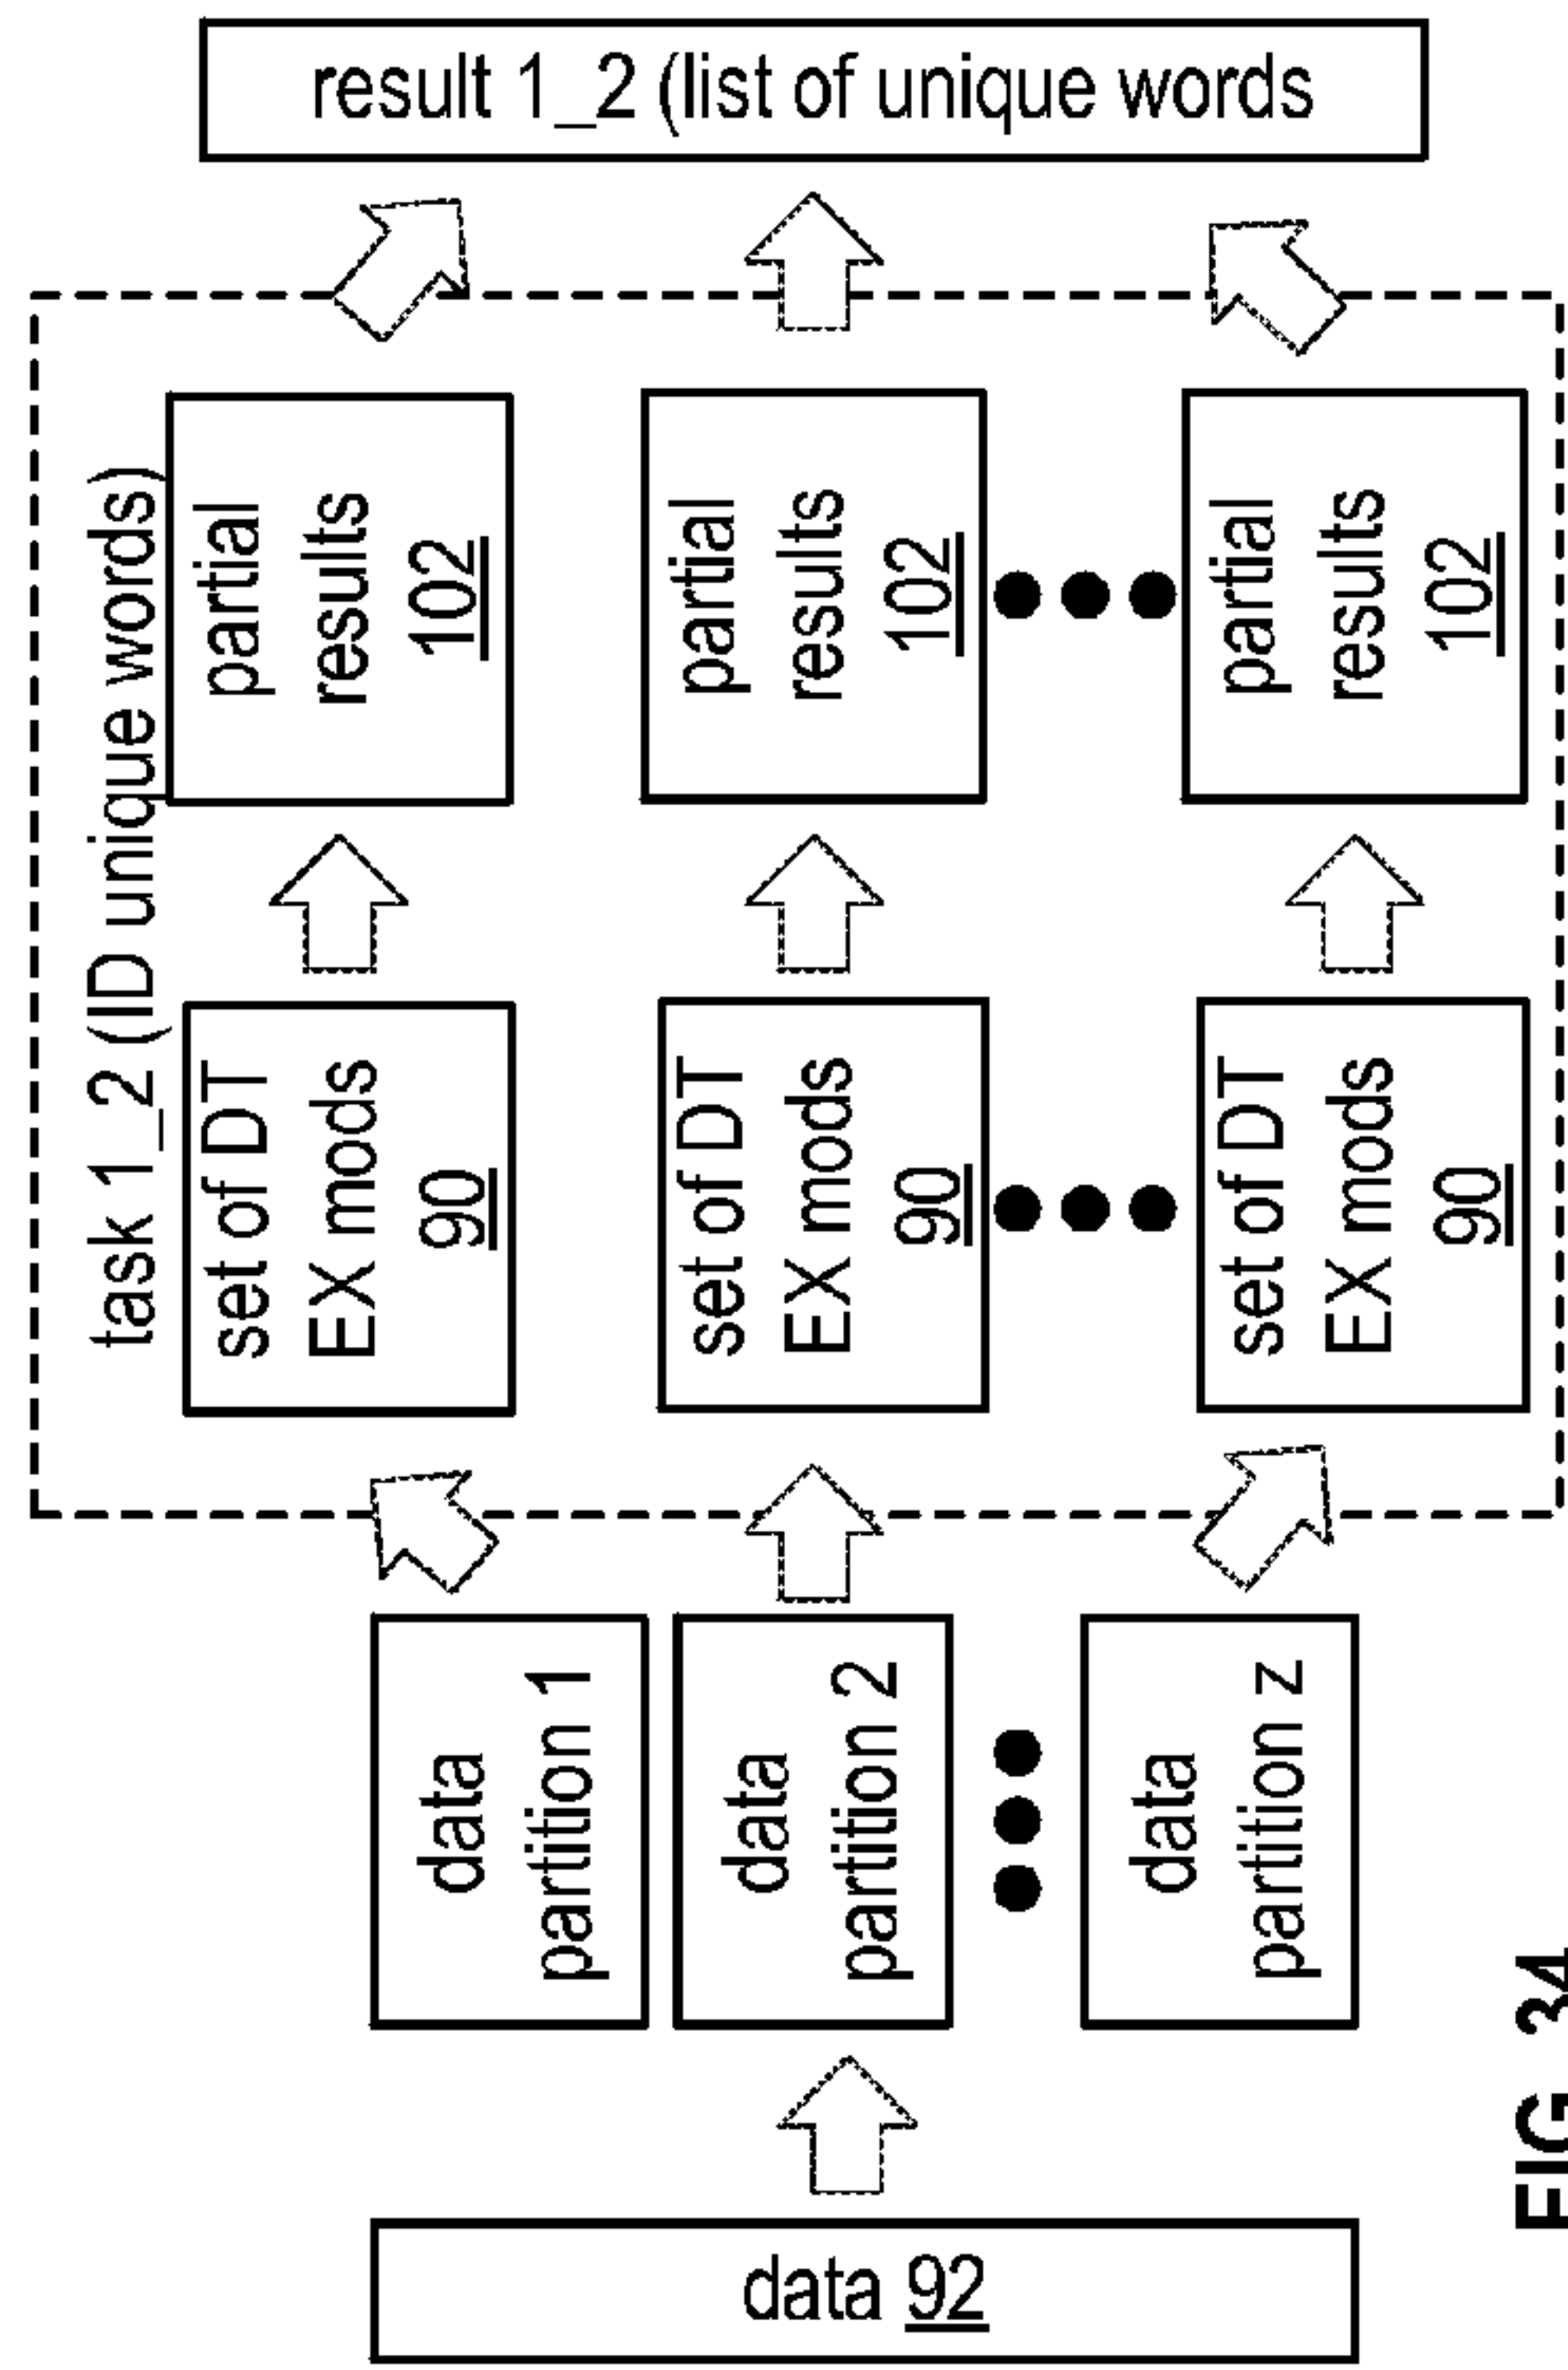 result 1_2 (list of unique words
task 1_2 (ID unique words)
partial
results
102
partial
results
102
partial
results
102
set of DT
EX mods
90
set of DT
EX mods
90
set of DT
EX mods
90
data
partition 1
data
partition 2
data
partition z
data 92
FIG. 34